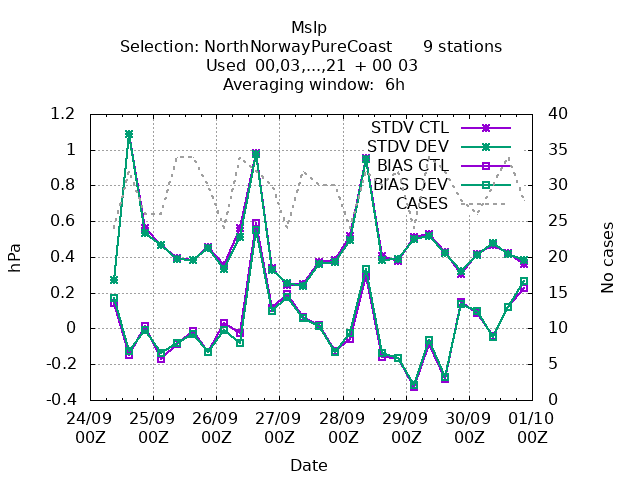 Mslp
Selection: NorthNorwayPureCoast 9 stations
Used 00,03,...,21 + 00 03
Averaging window: 6h
STDV CTL
STDV DEV
BIAS CTL
BIAS DEV
CASES
hPa
1.2
1
0.8
0.6
0.4
0.2
0
-0.2
-0.4
40
35
30
25
20
15
10
5
0
No cases
24/09 25/09 26/09 27/09 28/09 29/09 30/09 01/10
00Z 00Z 00Z 00Z 00Z 00Z 00Z 00Z
Date